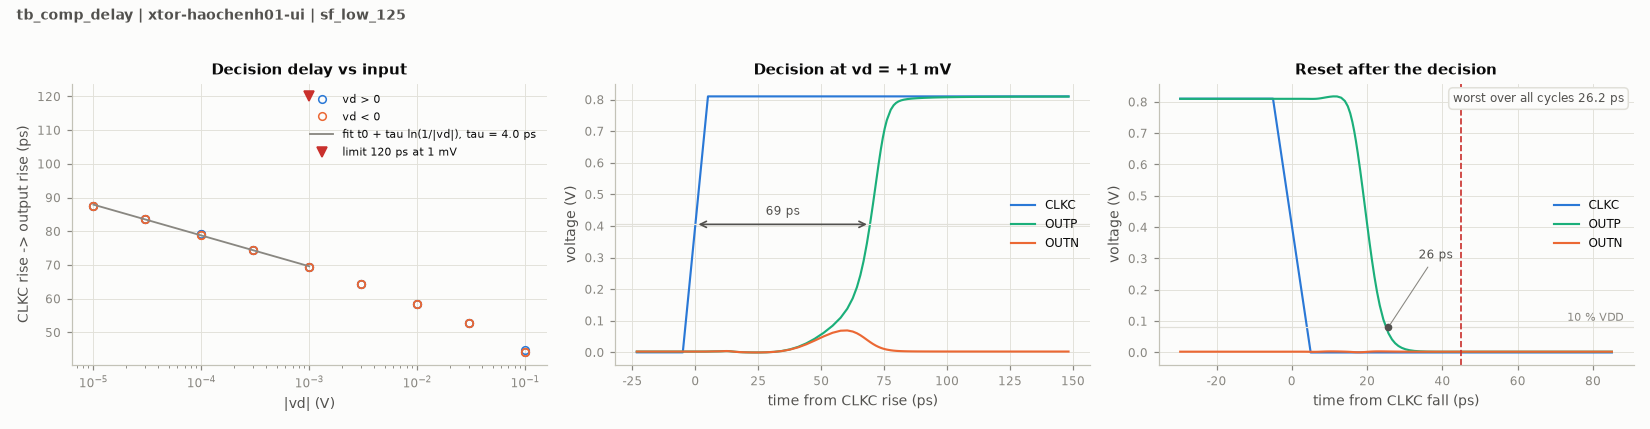 tb_comp_delay | xtor-haochenh01-ui | sf_low_125
Decision delay vs input
CLKC rise -> output rise (ps)
120
110
100
90
80
70
60
50
vd > 0
vd < 0
fit t0 + tau ln(1/|vd|), tau = 4.0 ps
limit 120 ps at 1 mV
10⁻⁵
10⁻⁴
10⁻³
10⁻²
10⁻¹
|vd| (V)
Decision at vd = +1 mV
voltage (V)
0.8
0.7
0.6
0.5
0.4
0.3
0.2
0.1
0.0
69 ps
CLKC
OUTP
OUTN
-25
0
25
50
75
100
125
150
time from CLKC rise (ps)
Reset after the decision
voltage (V)
0.8
0.7
0.6
0.5
0.4
0.3
0.2
0.1
0.0
worst over all cycles 26.2 ps
CLKC
OUTP
OUTN
26 ps
10 % VDD
-20
0
20
40
60
80
time from CLKC fall (ps)